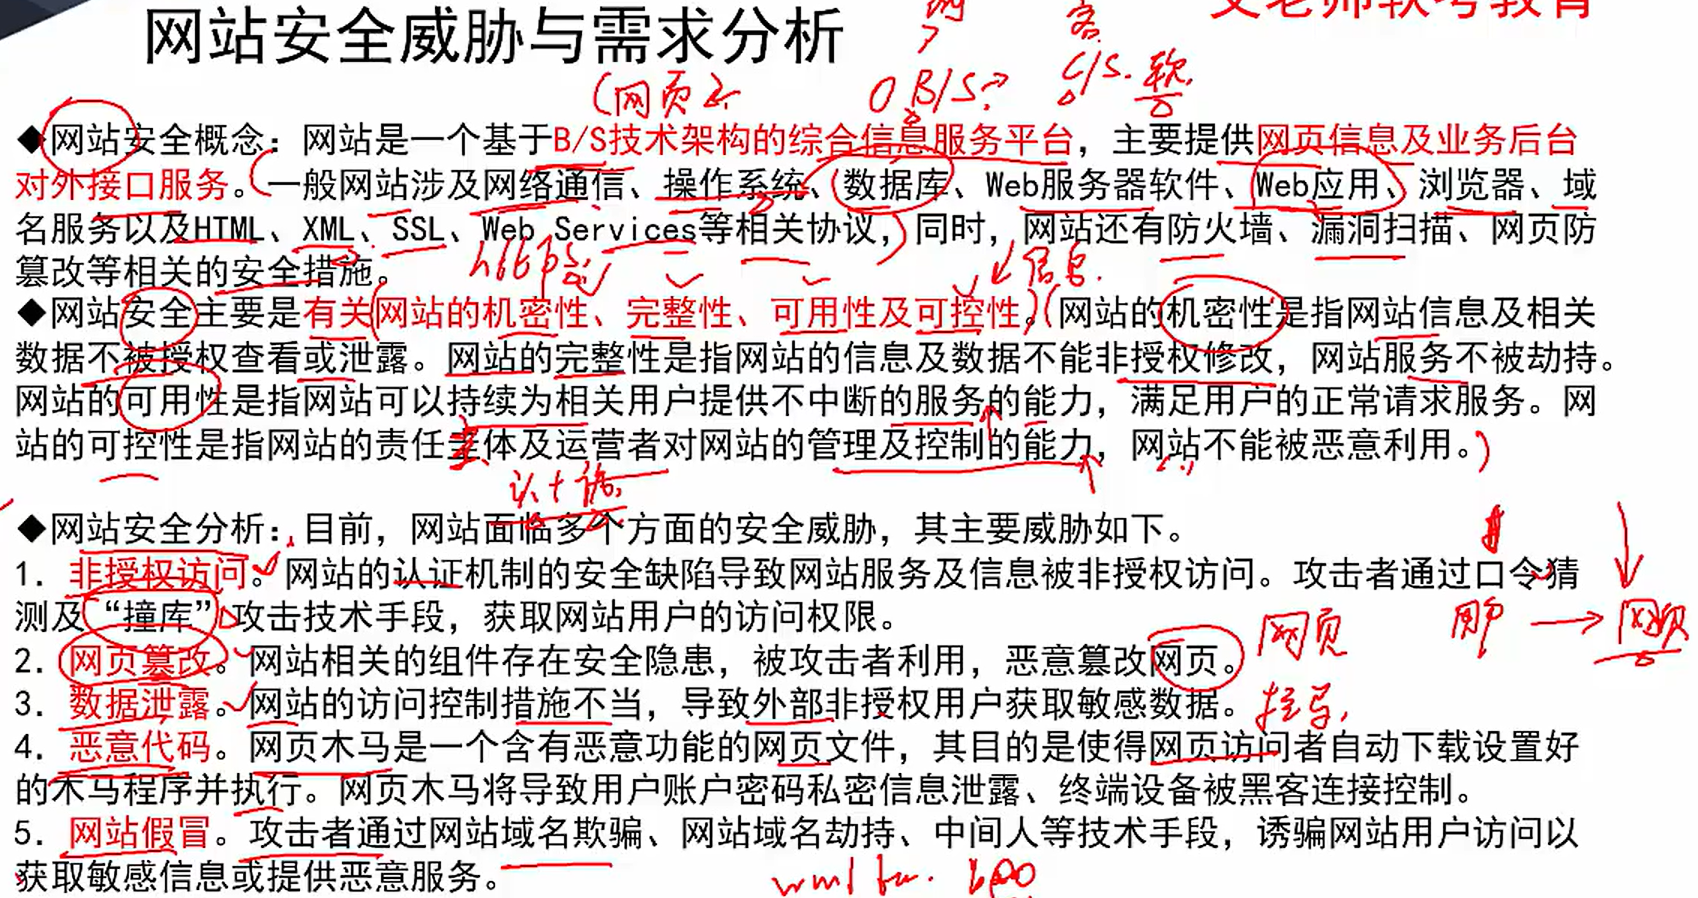 网站安全威胁与需求分析
(网页
B/S?
C/S.软
◆网站安全概念: 网站是一个基于B/S技术架构的综合信息服务平台, 主要提供网页信息及业务后台
对外接口服务。一般网站涉及网络通信、操作系统、数据库、Web服务器软件、Web应用、浏览器、域
名服务以及HTML、XML、SSL、Web Services等相关协议, 同时, 网站还有防火墙、漏洞扫描、网页防
篡改等相关的安全措施。
https
信息.
◆网站安全主要是有关网站的机密性、完整性、可用性及可控性。网站的机密性是指网站信息及相关
数据不被授权查看或泄露。网站的完整性是指网站的信息及数据不能非授权修改, 网站服务不被劫持。
网站的可用性是指网站可以持续为相关用户提供不中断的服务的能力, 满足用户的正常请求服务。网
站的可控性是指网站的责任主体及运营者对网站的管理及控制的能力, 网站不能被恶意利用。
◆网站安全分析: 目前, 网站面临多个方面的安全威胁, 其主要威胁如下。
1. 非授权访问。网站的认证机制的安全缺陷导致网站服务及信息被非授权访问。攻击者通过口令猜
测及“撞库”攻击技术手段, 获取网站用户的访问权限。
网页
用户
网页
2. 网页篡改。网站相关的组件存在安全隐患, 被攻击者利用, 恶意篡改网页。
3. 数据泄露。网站的访问控制措施不当, 导致外部非授权用户获取敏感数据。
挂马
4. 恶意代码。网页木马是一个含有恶意功能的网页文件, 其目的是使得网页访问者自动下载设置好
的木马程序并执行。网页木马将导致用户账户密码私密信息泄露、终端设备被黑客连接控制。
5. 网站假冒。攻击者通过网站域名欺骗、网站域名劫持、中间人等技术手段, 诱骗网站用户访问以
获取敏感信息或提供恶意服务。